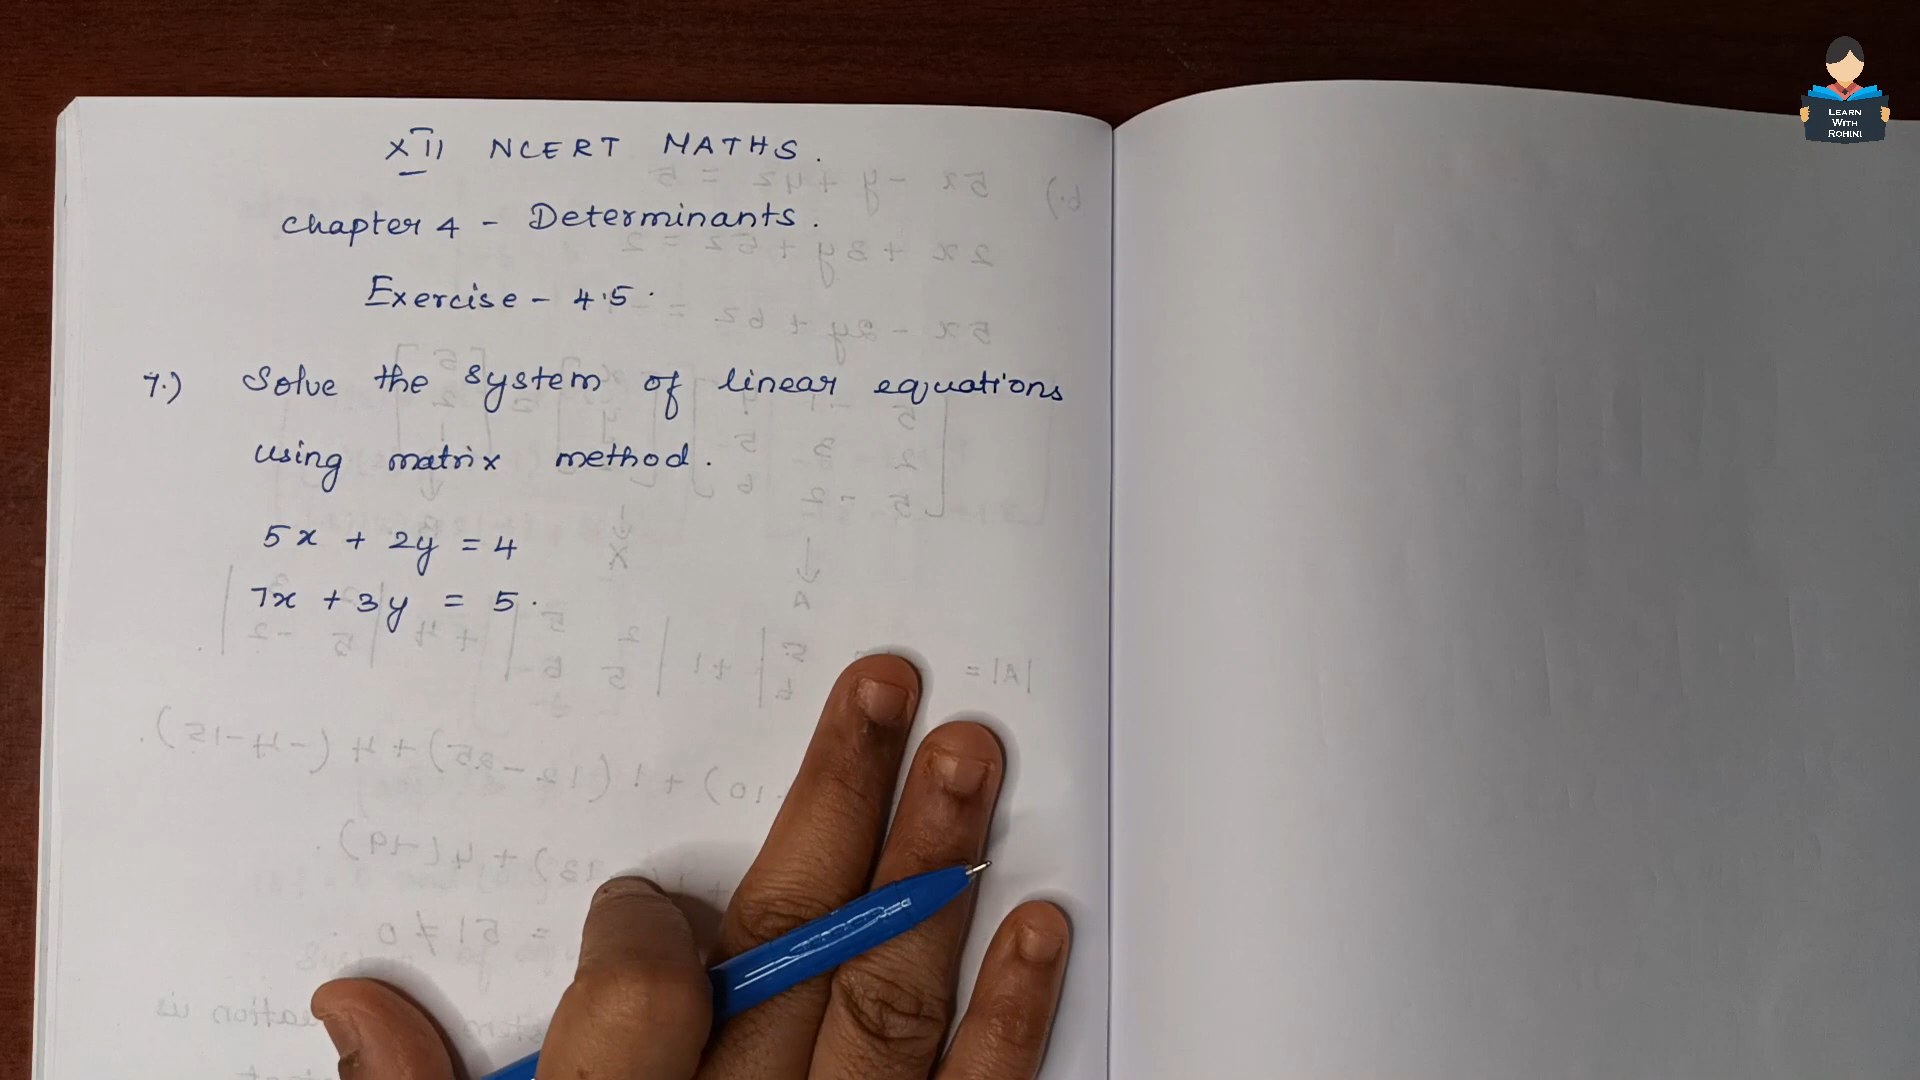 XII NCERT MATHS.
Chapter 4 - Determinants.
Exercise - 4.5.
7.) Solve the system of linear equations
using matrix method.
5x + 2y = 4
7x + 3y = 5.
LEARN
WITH
ROHINI